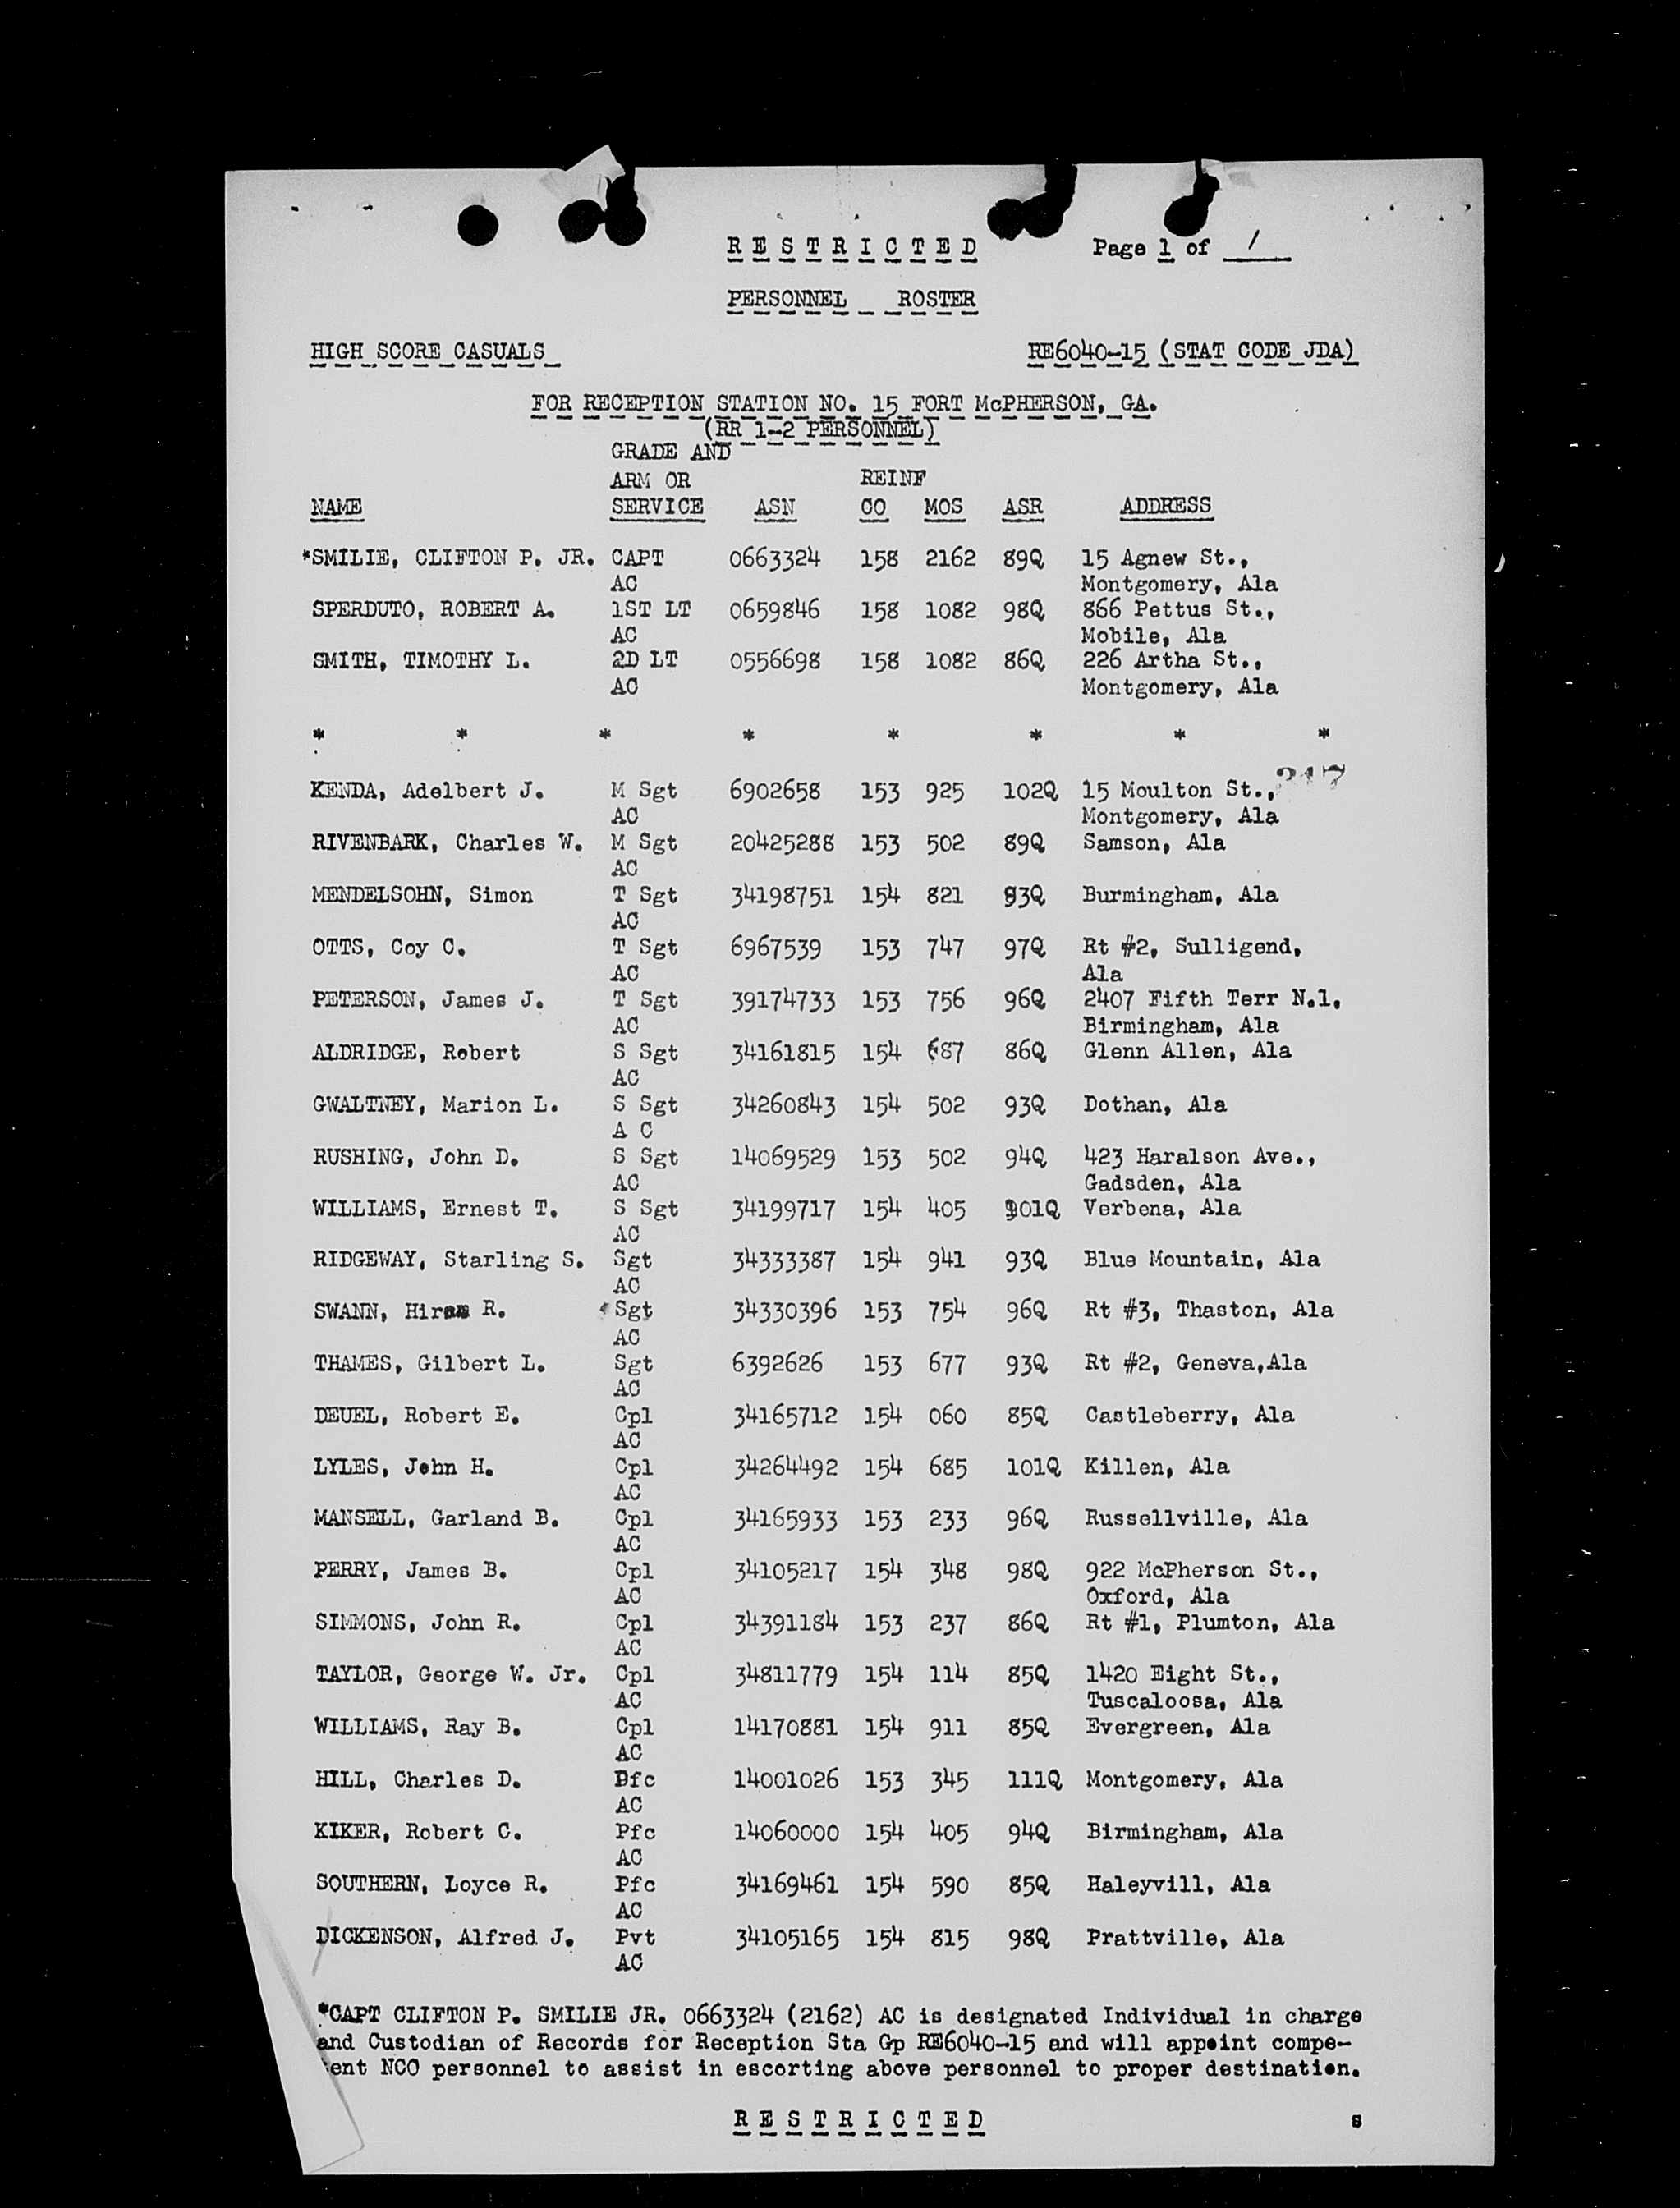 RESTRICTED Page 1 of 1
PERSONNEL ROSTER
HIGH SCORE CASUALS RE6040-15 (STAT CODE JDA)
FOR RECEPTION STATION NO. 15 FORT McPHERSON, GA.
(RR 1-2 PERSONNEL)
GRADE AND
ARM OR REINF
NAME SERVICE ASN CO MOS ASR ADDRESS
*SMILIE, CLIFTON P. JR. CAPT 0663324 158 2162 89Q 15 Agnew St.,
AC Montgomery, Ala
SPERDUTO, ROBERT A. 1ST LT 0659846 158 1082 98Q 866 Pettus St.,
AC Mobile, Ala
SMITH, TIMOTHY L. 2D LT 0556698 158 1082 86Q 226 Artha St.,
AC Montgomery, Ala
* * * * * * * *
KENDA, Adelbert J. M Sgt 6902658 153 925 102Q 15 Moulton St.,
AC Montgomery, Ala
RIVENBARK, Charles W. M Sgt 20425288 153 502 89Q Samson, Ala
AC
MENDELSOHN, Simon T Sgt 34198751 154 821 93Q Burmingham, Ala
AC
OTTS, Coy C. T Sgt 6967539 153 747 97Q Rt #2, Sulligend,
AC Ala
PETERSON, James J. T Sgt 39174733 153 756 96Q 2407 Fifth Terr N.1,
AC Birmingham, Ala
ALDRIDGE, Robert S Sgt 34161815 154 687 86Q Glenn Allen, Ala
AC
GWALTNEY, Marion L. S Sgt 34260843 154 502 93Q Dothan, Ala
A C
RUSHING, John D. S Sgt 14069529 153 502 94Q 423 Haralson Ave.,
AC Gadsden, Ala
WILLIAMS, Ernest T. S Sgt 34199717 154 405 101Q Verbena, Ala
AC
RIDGEWAY, Starling S. Sgt 34333387 154 941 93Q Blue Mountain, Ala
AC
SWANN, Hiram R. Sgt 34330396 153 754 96Q Rt #3, Thaston, Ala
AC
THAMES, Gilbert L. Sgt 6392626 153 677 93Q Rt #2, Geneva,Ala
AC
DEUEL, Robert E. Cpl 34165712 154 060 85Q Castleberry, Ala
AC
LYLES, John H. Cpl 34264492 154 685 101Q Killen, Ala
AC
MANSELL, Garland B. Cpl 34165933 153 233 96Q Russellville, Ala
AC
PERRY, James B. Cpl 34105217 154 348 98Q 922 McPherson St.,
AC Oxford, Ala
SIMMONS, John R. Cpl 34391184 153 237 86Q Rt #1, Plumton, Ala
AC
TAYLOR, George W. Jr. Cpl 34811779 154 114 85Q 1420 Eight St.,
AC Tuscaloosa, Ala
WILLIAMS, Ray B. Cpl 14170881 154 911 85Q Evergreen, Ala
AC
HILL, Charles D. Pfc 14001026 153 345 111Q Montgomery, Ala
AC
KIKER, Robert C. Pfc 14060000 154 405 94Q Birmingham, Ala
AC
SOUTHERN, Loyce R. Pfc 34169461 154 590 85Q Haleyvill, Ala
AC
DICKENSON, Alfred J. Pvt 34105165 154 815 98Q Prattville, Ala
AC
*CAPT CLIFTON P. SMILIE JR. 0663324 (2162) AC is designated Individual in charge
and Custodian of Records for Reception Sta Gp RE6040-15 and will appoint compe-
tent NCO personnel to assist in escorting above personnel to proper destination.
RESTRICTED s